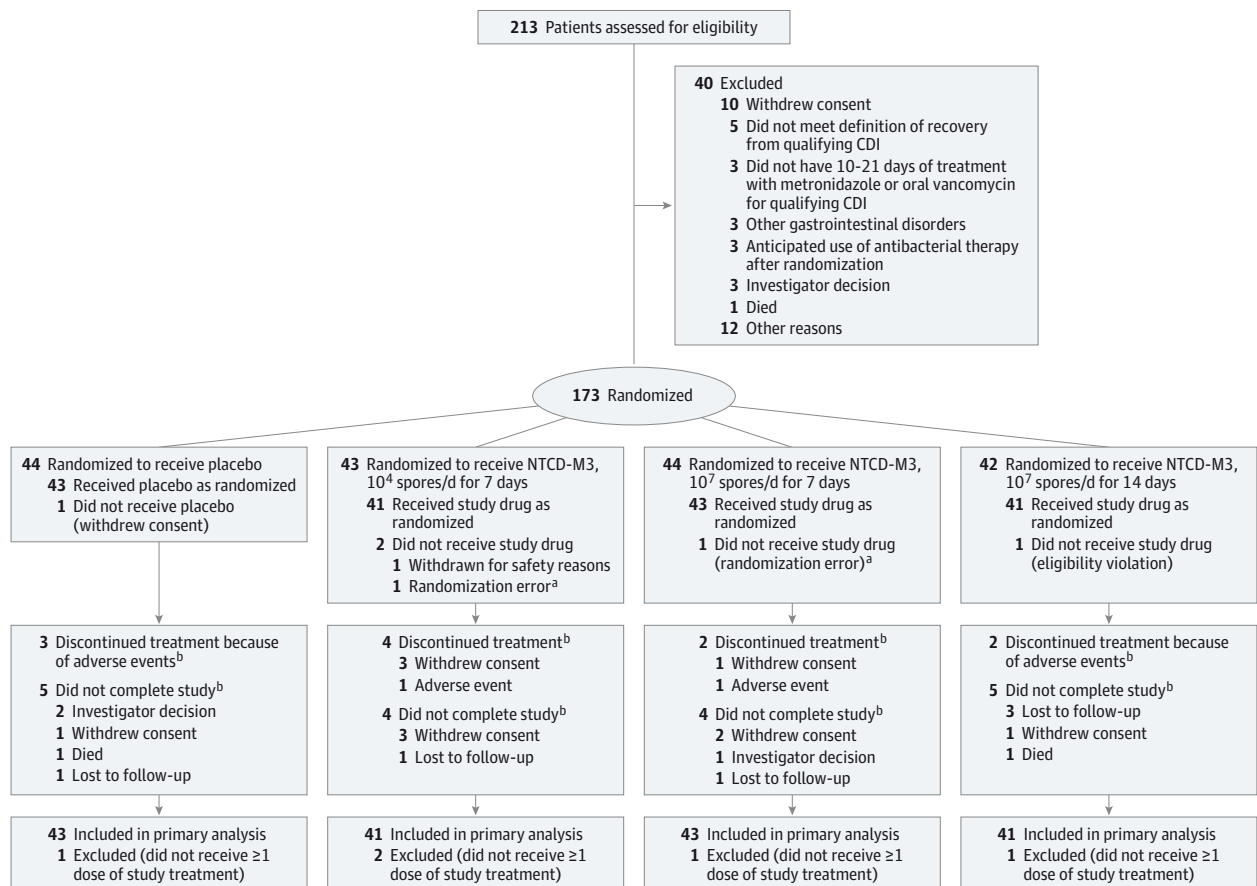 213 Patients assessed for eligibility
40 Excluded
10 Withdrew consent
5 Did not meet definition of recovery
from qualifying CDI
3 Did not have 10-21 days of treatment
with metronidazole or oral vancomycin
for qualifying CDI
3 Other gastrointestinal disorders
3 Anticipated use of antibacterial therapy
after randomization
3 Investigator decision
1 Died
12 Other reasons
173 Randomized
44 Randomized to receive placebo
43 Received placebo as randomized
1 Did not receive placebo
(withdrew consent)
43 Randomized to receive NTCD-M3,
10⁴ spores/d for 7 days
41 Received study drug as
randomized
2 Did not receive study drug
1 Withdrawn for safety reasons
1 Randomization errorᵃ
44 Randomized to receive NTCD-M3,
10⁷ spores/d for 7 days
43 Received study drug as
randomized
1 Did not receive study drug
(randomization error)ᵃ
42 Randomized to receive NTCD-M3,
10⁷ spores/d for 14 days
41 Received study drug as
randomized
1 Did not receive study drug
(eligibility violation)
3 Discontinued treatment because
of adverse eventsᵇ
5 Did not complete studyᵇ
2 Investigator decision
1 Withdrew consent
1 Died
1 Lost to follow-up
4 Discontinued treatmentᵇ
3 Withdrew consent
1 Adverse event
4 Did not complete studyᵇ
3 Withdrew consent
1 Lost to follow-up
2 Discontinued treatmentᵇ
1 Withdrew consent
1 Adverse event
4 Did not complete studyᵇ
2 Withdrew consent
1 Investigator decision
1 Lost to follow-up
2 Discontinued treatment because
of adverse eventsᵇ
5 Did not complete studyᵇ
3 Lost to follow-up
1 Withdrew consent
1 Died
43 Included in primary analysis
1 Excluded (did not receive ≥1
dose of study treatment)
41 Included in primary analysis
2 Excluded (did not receive ≥1
dose of study treatment)
43 Included in primary analysis
1 Excluded (did not receive ≥1
dose of study treatment)
41 Included in primary analysis
1 Excluded (did not receive ≥1
dose of study treatment)